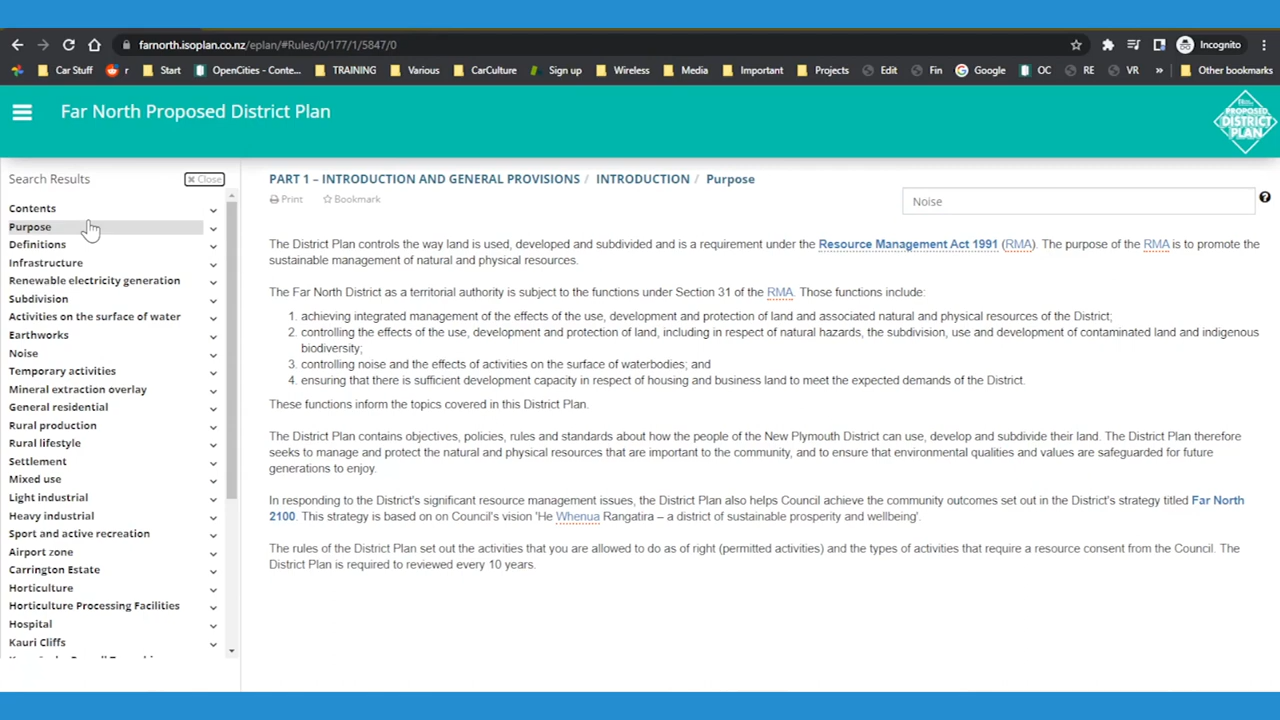 farnorth.isoplan.co.nz/eplan/#Rules/0/177/1/5847/0
Incognito
Car Stuff r Start OpenCities - Conte... TRAINING Various CarCulture Sign up Wireless Media Important Projects Edit Fin Google OC RE VR » Other bookmarks
Far North Proposed District Plan
PROPOSED
DISTRICT
PLAN
Search Results
Close
Contents
Purpose
Definitions
Infrastructure
Renewable electricity generation
Subdivision
Activities on the surface of water
Earthworks
Noise
Temporary activities
Mineral extraction overlay
General residential
Rural production
Rural lifestyle
Settlement
Mixed use
Light industrial
Heavy industrial
Sport and active recreation
Airport zone
Carrington Estate
Horticulture
Horticulture Processing Facilities
Hospital
Kauri Cliffs
PART 1 – INTRODUCTION AND GENERAL PROVISIONS / INTRODUCTION / Purpose
Print Bookmark
Noise
The District Plan controls the way land is used, developed and subdivided and is a requirement under the Resource Management Act 1991 (RMA). The purpose of the RMA is to promote the
sustainable management of natural and physical resources.
The Far North District as a territorial authority is subject to the functions under Section 31 of the RMA. Those functions include:
1. achieving integrated management of the effects of the use, development and protection of land and associated natural and physical resources of the District;
2. controlling the effects of the use, development and protection of land, including in respect of natural hazards, the subdivision, use and development of contaminated land and indigenous
biodiversity;
3. controlling noise and the effects of activities on the surface of waterbodies; and
4. ensuring that there is sufficient development capacity in respect of housing and business land to meet the expected demands of the District.
These functions inform the topics covered in this District Plan.
The District Plan contains objectives, policies, rules and standards about how the people of the New Plymouth District can use, develop and subdivide their land. The District Plan therefore
seeks to manage and protect the natural and physical resources that are important to the community, and to ensure that environmental qualities and values are safeguarded for future
generations to enjoy.
In responding to the District's significant resource management issues, the District Plan also helps Council achieve the community outcomes set out in the District's strategy titled Far North
2100. This strategy is based on on Council's vision 'He Whenua Rangatira – a district of sustainable prosperity and wellbeing'.
The rules of the District Plan set out the activities that you are allowed to do as of right (permitted activities) and the types of activities that require a resource consent from the Council. The
District Plan is required to reviewed every 10 years.